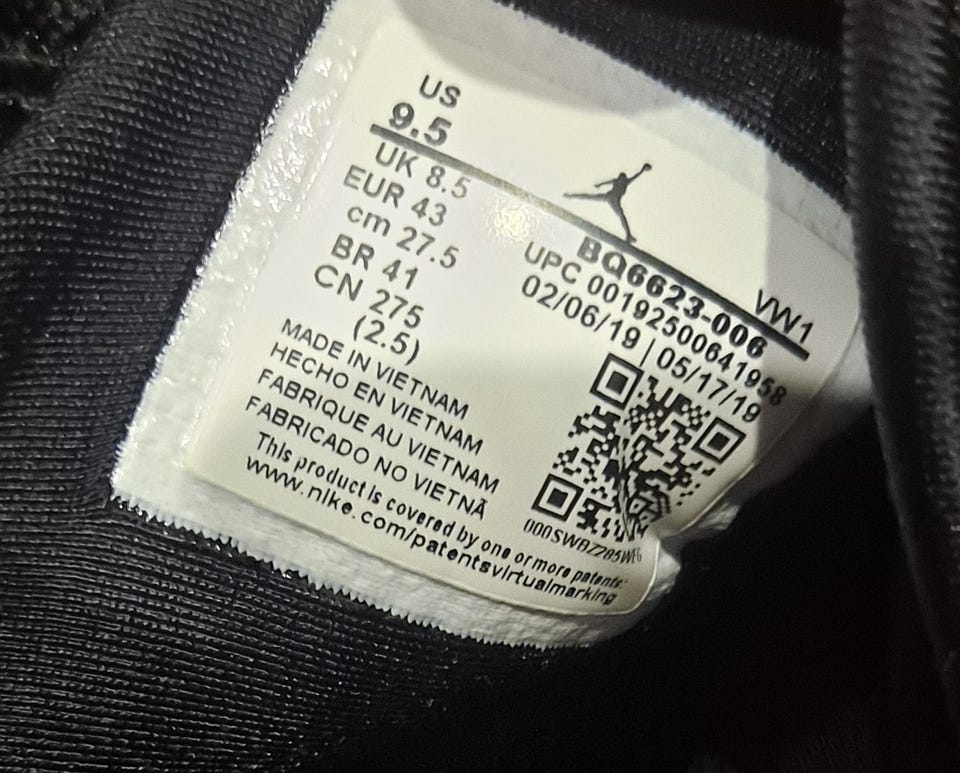 US
9.5
UK 8.5
EUR 43
cm 27.5
BR 41
CN 275
(2.5)
MADE IN VIETNAM
HECHO EN VIETNAM
FABRIQUE AU VIETNAM
FABRICADO NO VIETNÃ
This product is covered by one or more patents:
www.nike.com/patentsvirtualmarking
VW1
BQ6623-006
UPC 00192500641958
02/06/19 | 05/17/19